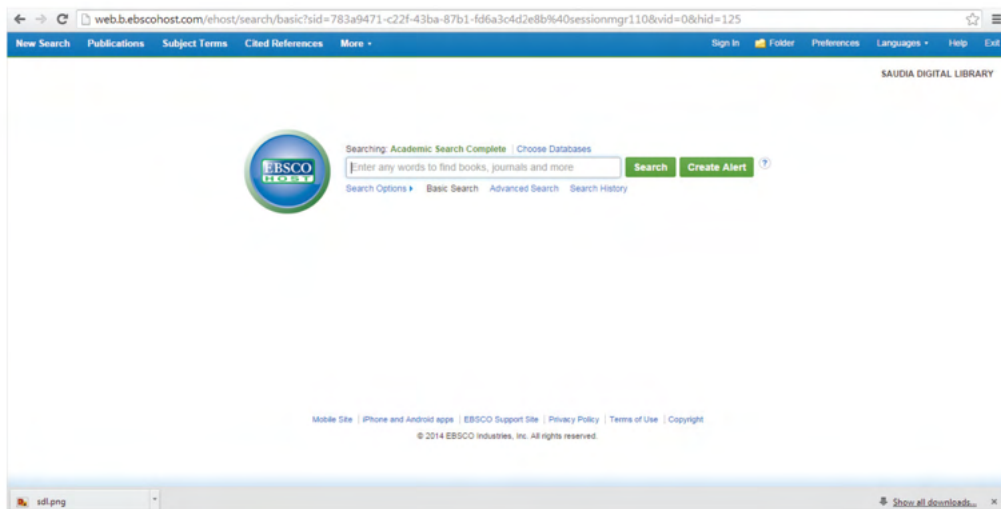 web.b.ebscohost.com/ehost/search/basic?sid=783a9471-c22f-43ba-87b1-fd6a3c4d2e8b%40sessionmgr110&vid=0&hid=125
New Search Publications Subject Terms Cited References More Sign In Folder Preferences Languages Help Exit
SAUDIA DIGITAL LIBRARY
Searching: Academic Search Complete Choose Databases
EBSCO
HOST
Enter any words to find books, journals and more Search Create Alert ?
Search Options Basic Search Advanced Search Search History
Mobile Site iPhone and Android apps EBSCO Support Site Privacy Policy Terms of Use Copyright
© 2014 EBSCO Industries, Inc. All rights reserved.
sdl.png Show all downloads...